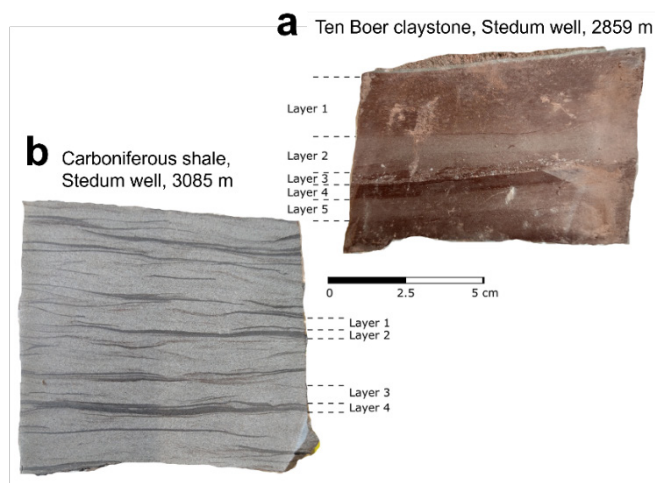 a Ten Boer claystone, Stedum well, 2859 m
Layer 1
Layer 2
Layer 3
Layer 4
Layer 5
b Carboniferous shale,
Stedum well, 3085 m
0 2.5 5 cm
Layer 1
Layer 2
Layer 3
Layer 4